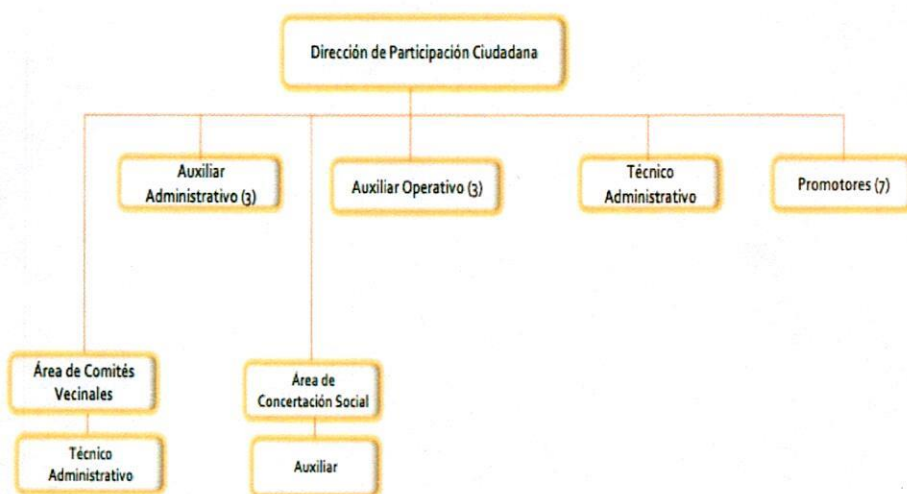 Dirección de Participación Ciudadana
Auxiliar
Administrativo (3)
Auxiliar Operativo (3)
Técnico
Administrativo
Promotores (7)
Área de Comités
Vecinales
Técnico
Administrativo
Área de
Concertación Social
Auxiliar